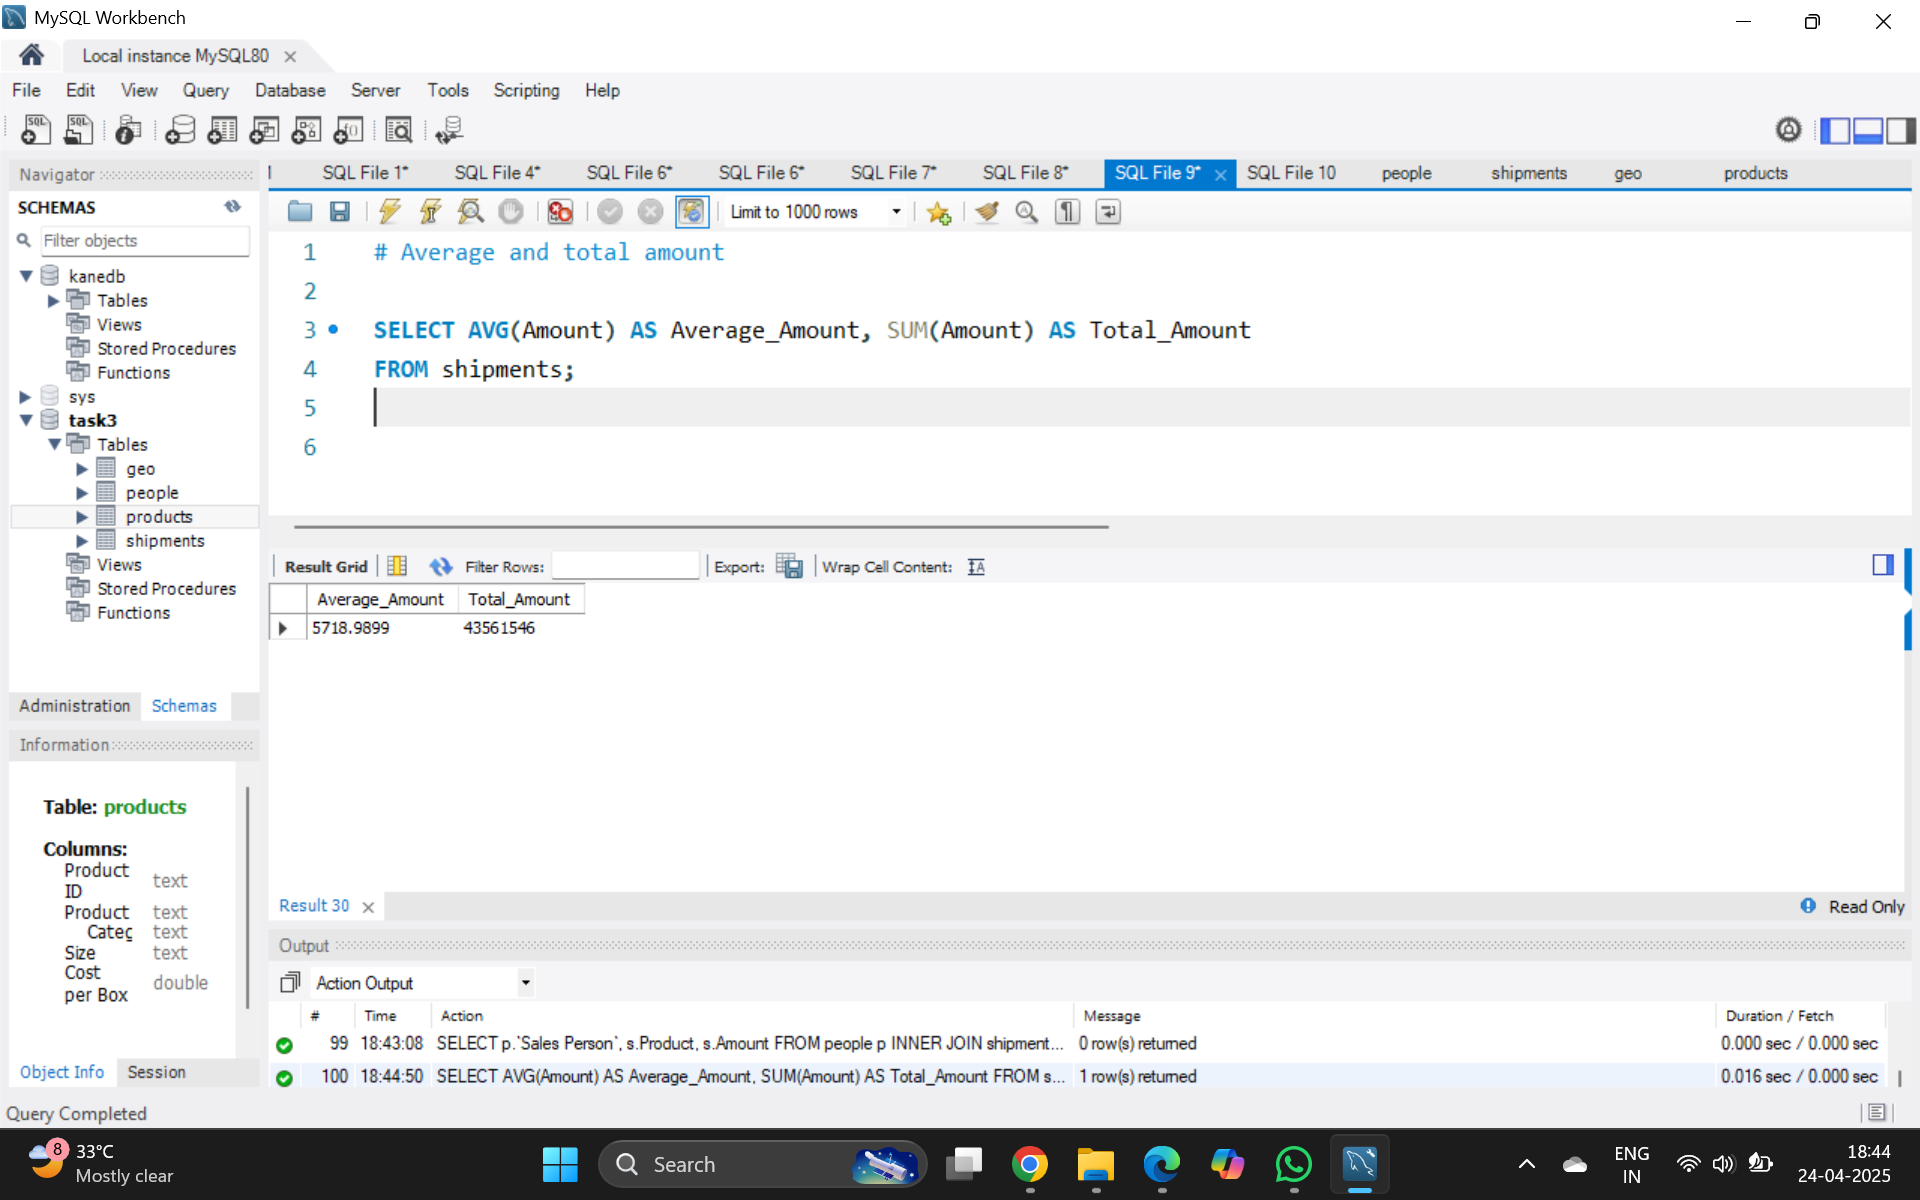 MySQL Workbench
Local instance MySQL80
File Edit View Query Database Server Tools Scripting Help
Navigator
SCHEMAS
Filter objects
kanedb
Tables
Views
Stored Procedures
Functions
sys
task3
Tables
geo
people
products
shipments
Views
Stored Procedures
Functions
Administration Schemas
Information
Table: products
Columns:
Product ID text
Product text
Categ text
Size text
Cost per Box double
Object Info Session
Query Completed
SQL File 1* SQL File 4* SQL File 6* SQL File 6* SQL File 7* SQL File 8* SQL File 9* SQL File 10 people shipments geo products
Limit to 1000 rows
1 # Average and total amount
2
3 SELECT AVG(Amount) AS Average_Amount, SUM(Amount) AS Total_Amount
4 FROM shipments;
5
6
Result Grid Filter Rows: Export: Wrap Cell Content:
Average_Amount Total_Amount
5718.9899 43561546
Result 30 Read Only
Output
Action Output
# Time Action Message Duration / Fetch
99 18:43:08 SELECT p.`Sales Person`, s.Product, s.Amount FROM people p INNER JOIN shipment... 0 row(s) returned 0.000 sec / 0.000 sec
100 18:44:50 SELECT AVG(Amount) AS Average_Amount, SUM(Amount) AS Total_Amount FROM s... 1 row(s) returned 0.016 sec / 0.000 sec
8
33°C
Mostly clear
Search
ENG
IN
18:44
24-04-2025